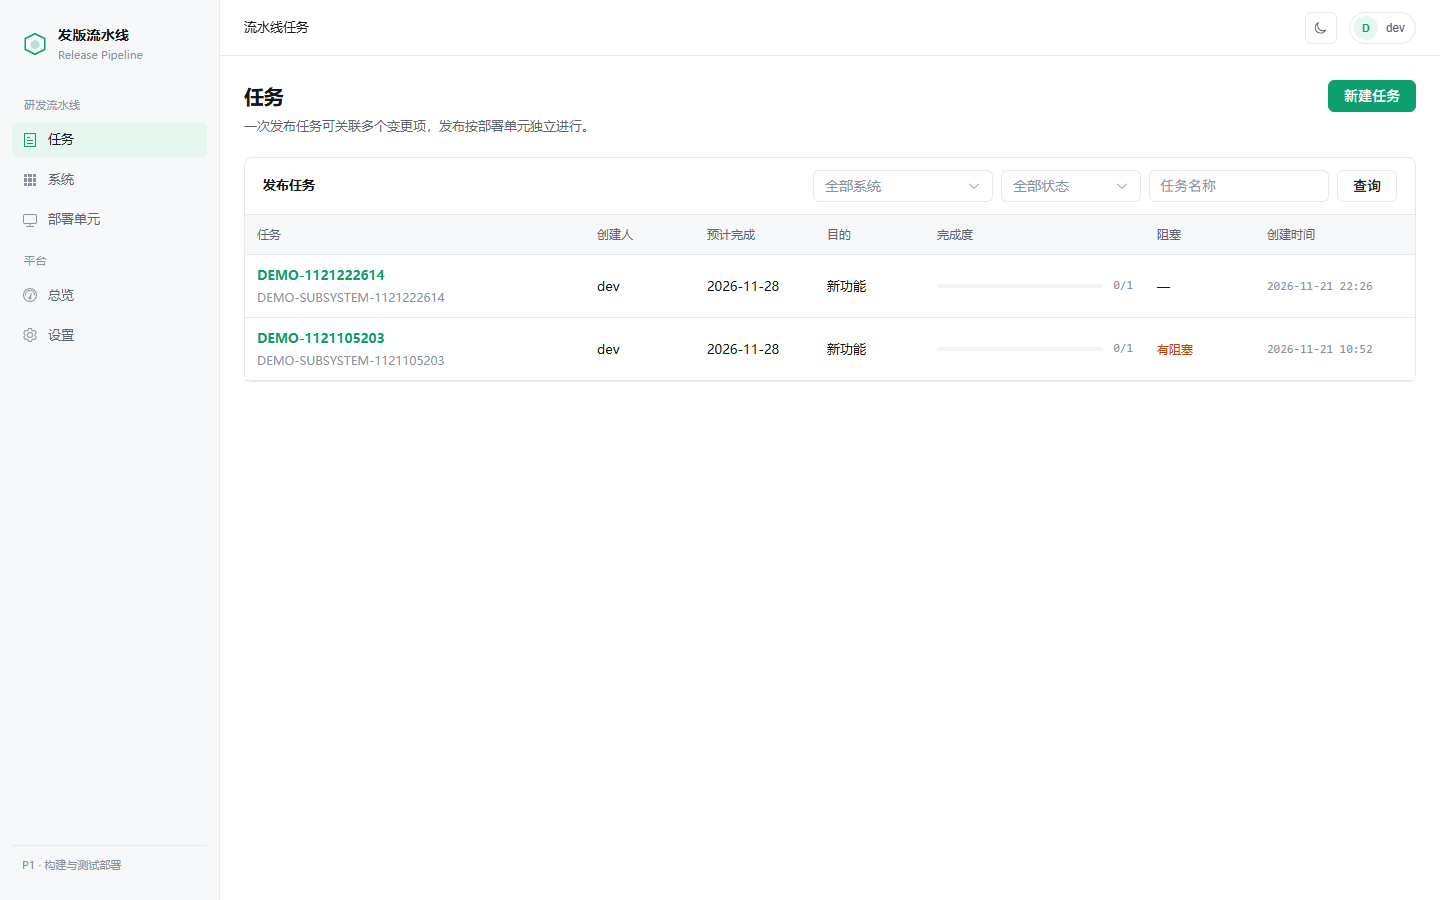 发版流水线
Release Pipeline
研发流水线
任务
系统
部署单元
平台
总览
设置
P1 · 构建与测试部署
流水线任务
D dev
任务
新建任务
一次发布任务可关联多个变更项，发布按部署单元独立进行。
发布任务 全部系统 全部状态 任务名称 查询
任务 创建人 预计完成 目的 完成度 阻塞 创建时间
DEMO-1121222614
DEMO-SUBSYSTEM-1121222614
dev 2026-11-28 新功能 0/1 — 2026-11-21 22:26
DEMO-1121105203
DEMO-SUBSYSTEM-1121105203
dev 2026-11-28 新功能 0/1 有阻塞 2026-11-21 10:52